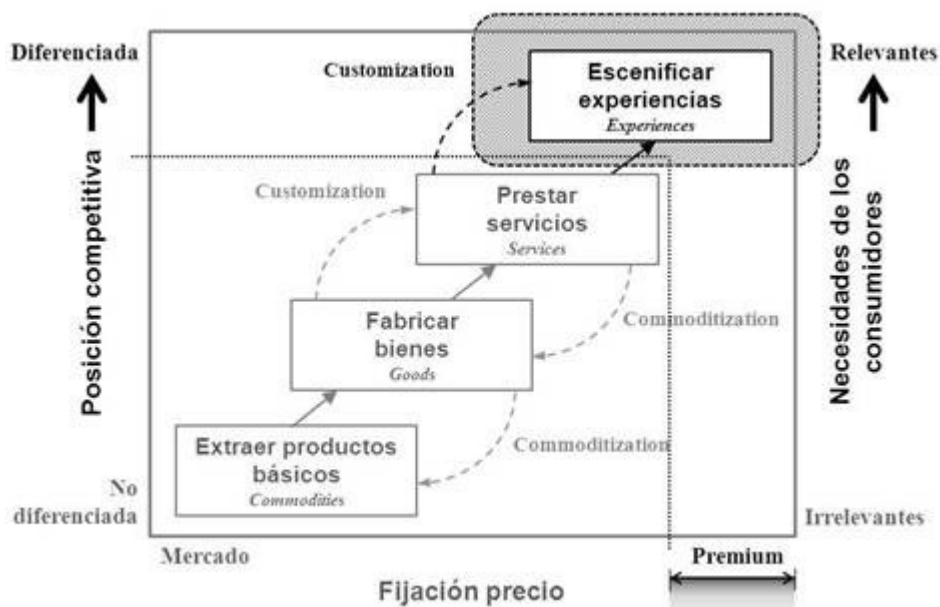 Diferenciada
Relevantes
Customization
Escenificar
experiencias
Experiences
Customization
Prestar
servicios
Services
Posición competitiva
Necesidades de los
consumidores
Commoditization
Fabricar
bienes
Goods
Commoditization
Extraer productos
básicos
Commodities
No
diferenciada
Irrelevantes
Mercado
Premium
Fijación precio